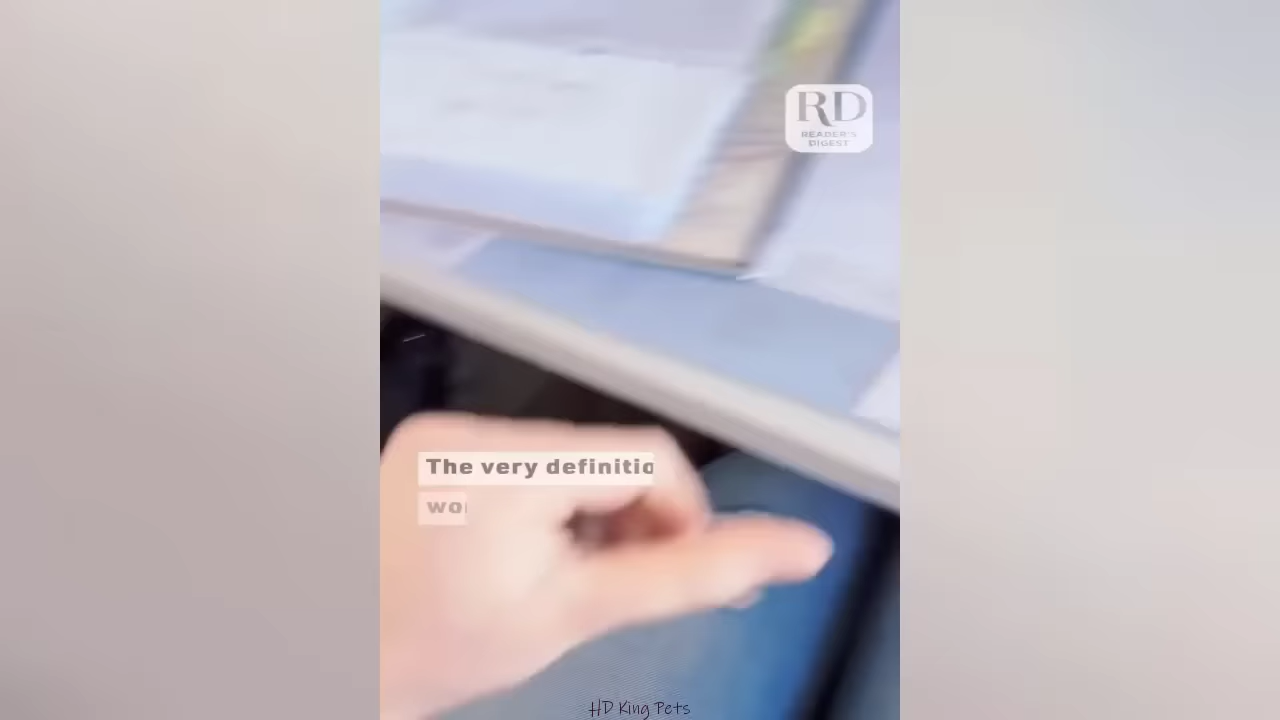 RD
READER'S
DIGEST
The very definitio
wo
HD King Pets